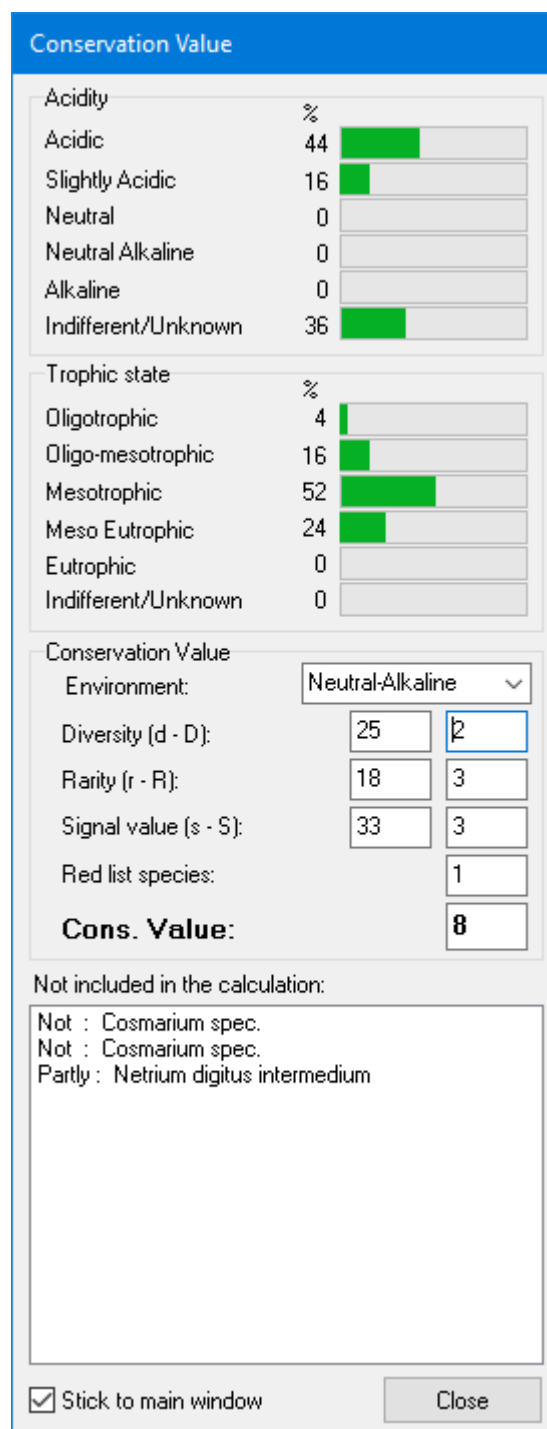 Conservation Value
Acidity
%
Acidic 44
Slightly Acidic 16
Neutral 0
Neutral Alkaline 0
Alkaline 0
Indifferent/Unknown 36
Trophic state
%
Oligotrophic 4
Oligo-mesotrophic 16
Mesotrophic 52
Meso Eutrophic 24
Eutrophic 0
Indifferent/Unknown 0
Conservation Value
Environment: Neutral-Alkaline
Diversity (d - D): 25 2
Rarity (r - R): 18 3
Signal value (s - S): 33 3
Red list species: 1
Cons. Value: 8
Not included in the calculation:
Not : Cosmarium spec.
Not : Cosmarium spec.
Partly : Netrium digitus intermedium
Stick to main window Close